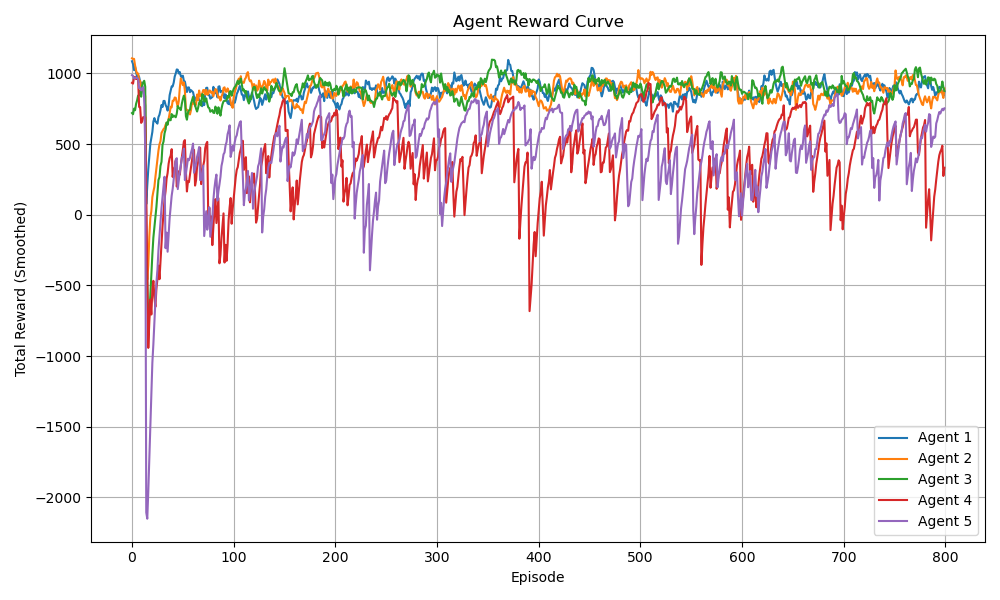 Agent Reward Curve
Total Reward (Smoothed)
1000
500
0
−500
−1000
−1500
−2000
0 100 200 300 400 500 600 700 800
Episode
Agent 1
Agent 2
Agent 3
Agent 4
Agent 5